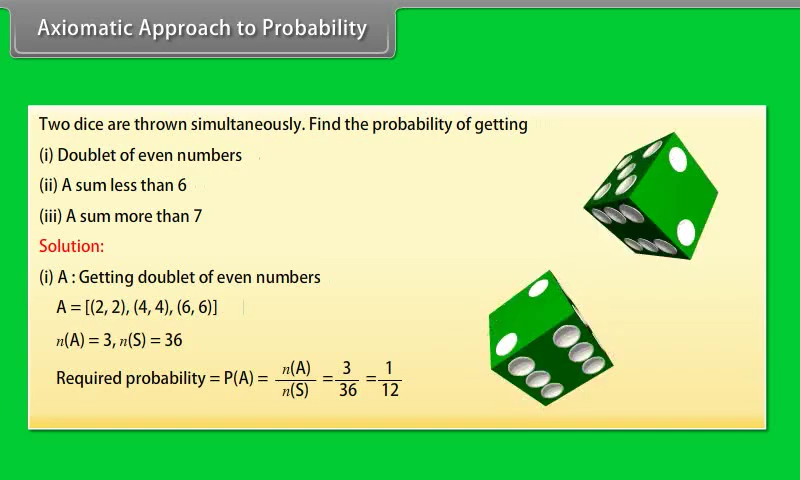 Axiomatic Approach to Probability
Two dice are thrown simultaneously. Find the probability of getting
(i) Doublet of even numbers
(ii) A sum less than 6
(iii) A sum more than 7
Solution:
(i) A : Getting doublet of even numbers
A = [(2, 2), (4, 4), (6, 6)]
n(A) = 3, n(S) = 36
Required probability = P(A) = n(A)/n(S) = 3/36 = 1/12